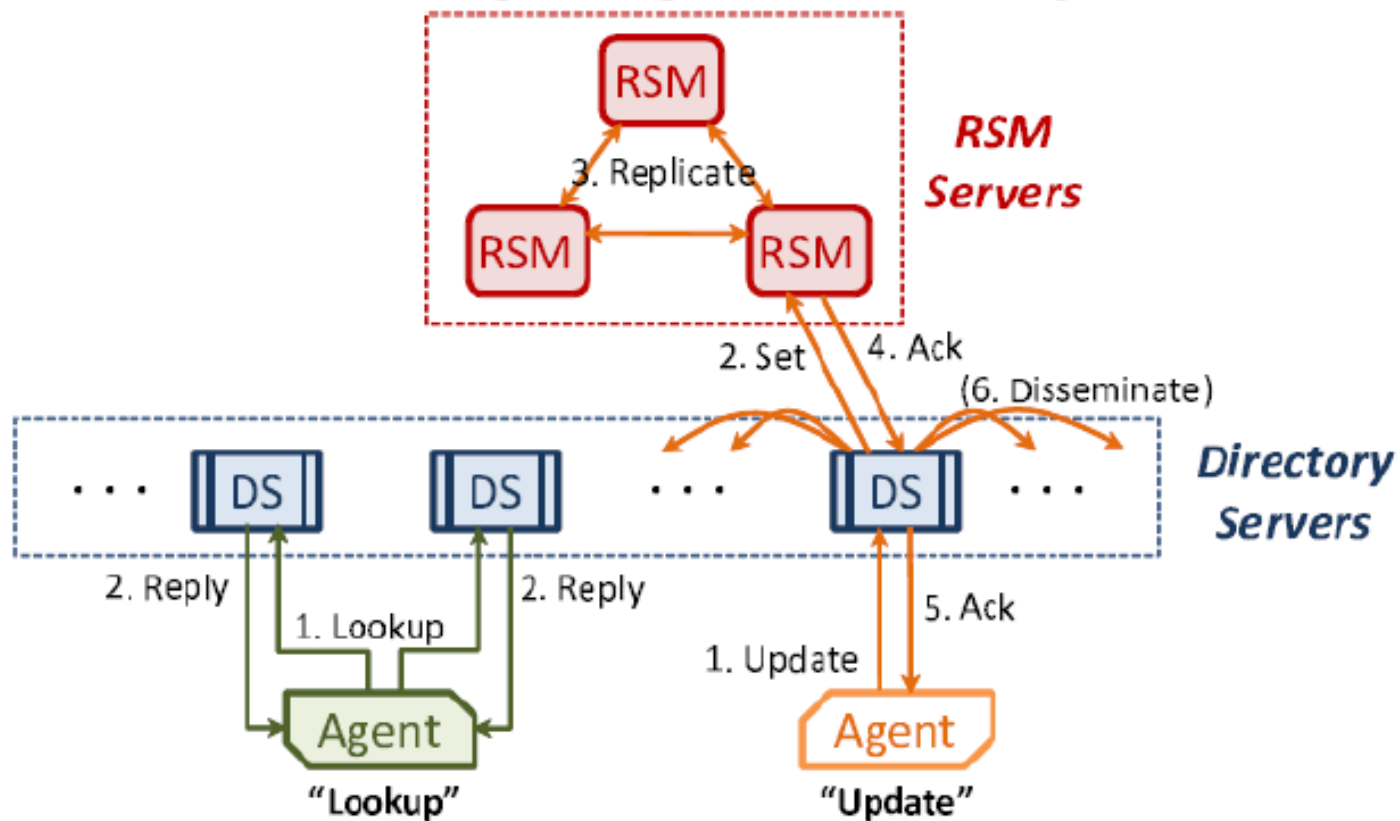 RSM
RSM
Servers
3. Replicate
RSM
RSM
2. Set
4. Ack
(6. Disseminate)
. . .
DS
DS
. . .
DS
. . .
Directory
Servers
2. Reply
2. Reply
1. Lookup
5. Ack
1. Update
Agent
Agent
“Lookup”
“Update”